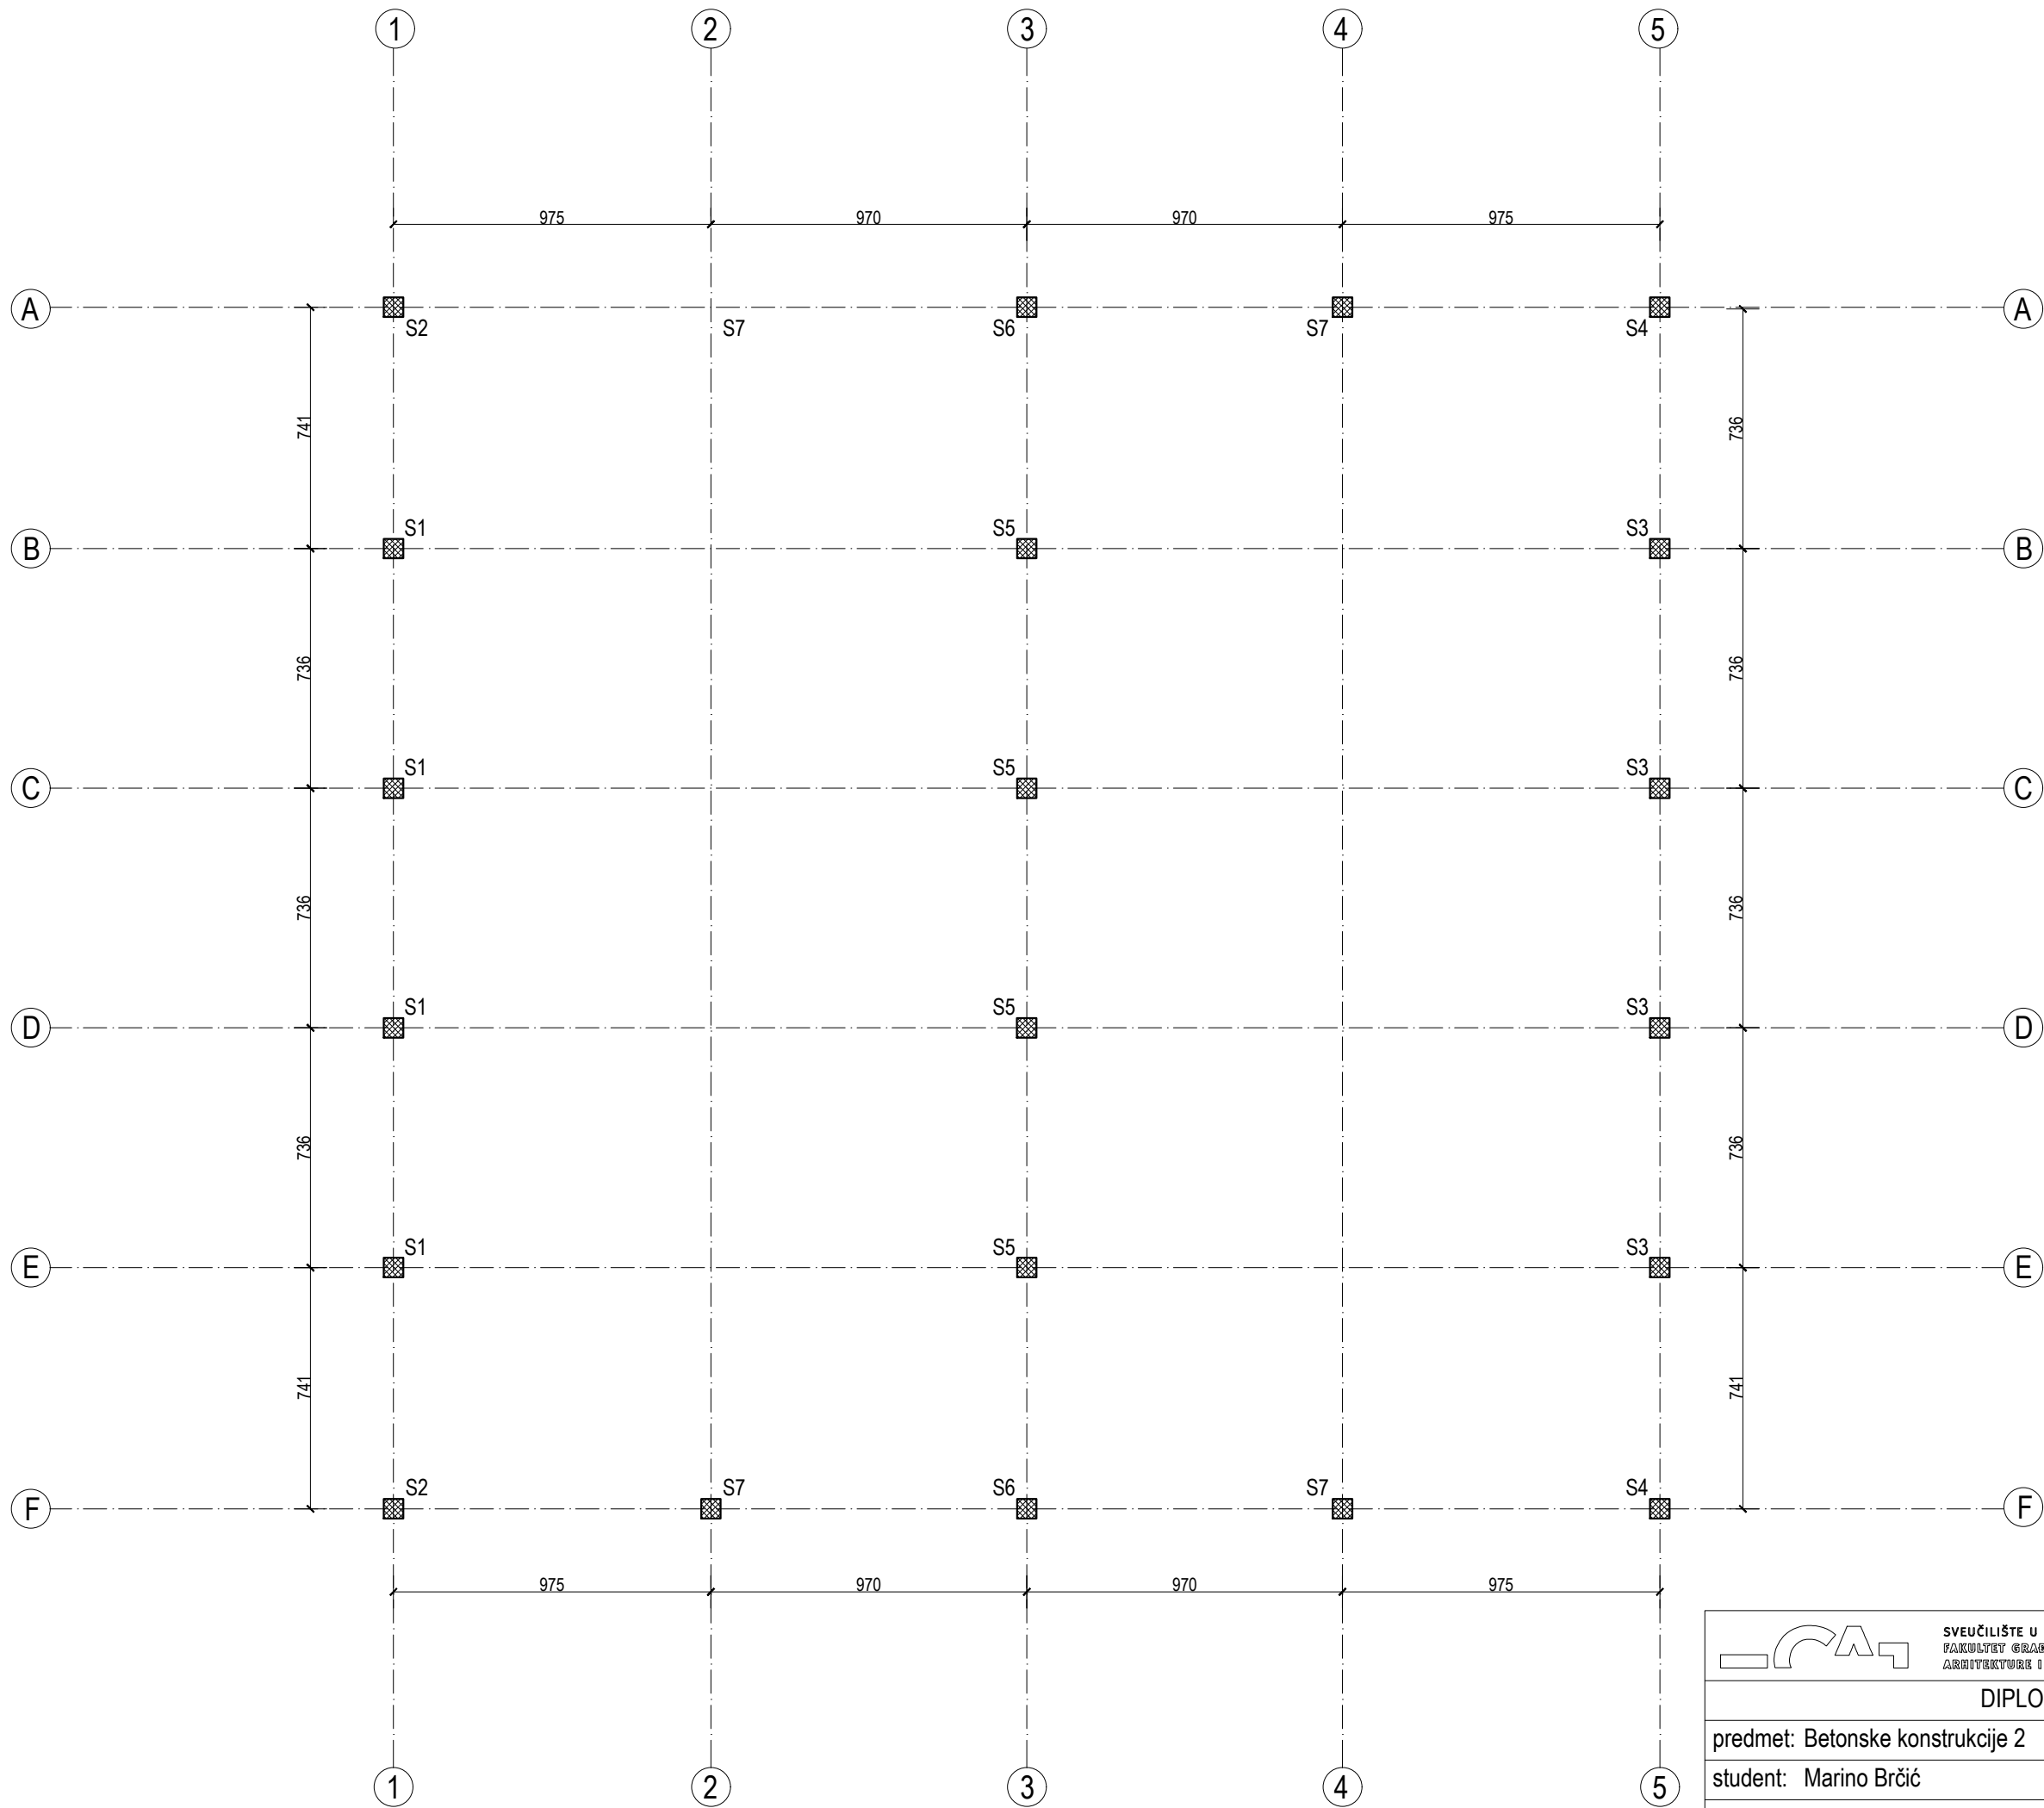 1 2 3 4 5
975 970 970 975
A A
S2 S7 S6 S7 S4
741 736
S1 S5 S3
B B
736 736
S1 S5 S3
C C
736 736
S1 S5 S3
D D
736 736
S1 S5 S3
E E
741 741
S2 S7 S6 S7 S4
F F
975 970 970 975
1 2 3 4 5
SVEUČILIŠTE U
FAKULTET GRAĐ
ARHITEKTURE I
DIPLO
predmet: Betonske konstrukcije 2
student: Marino Brčić